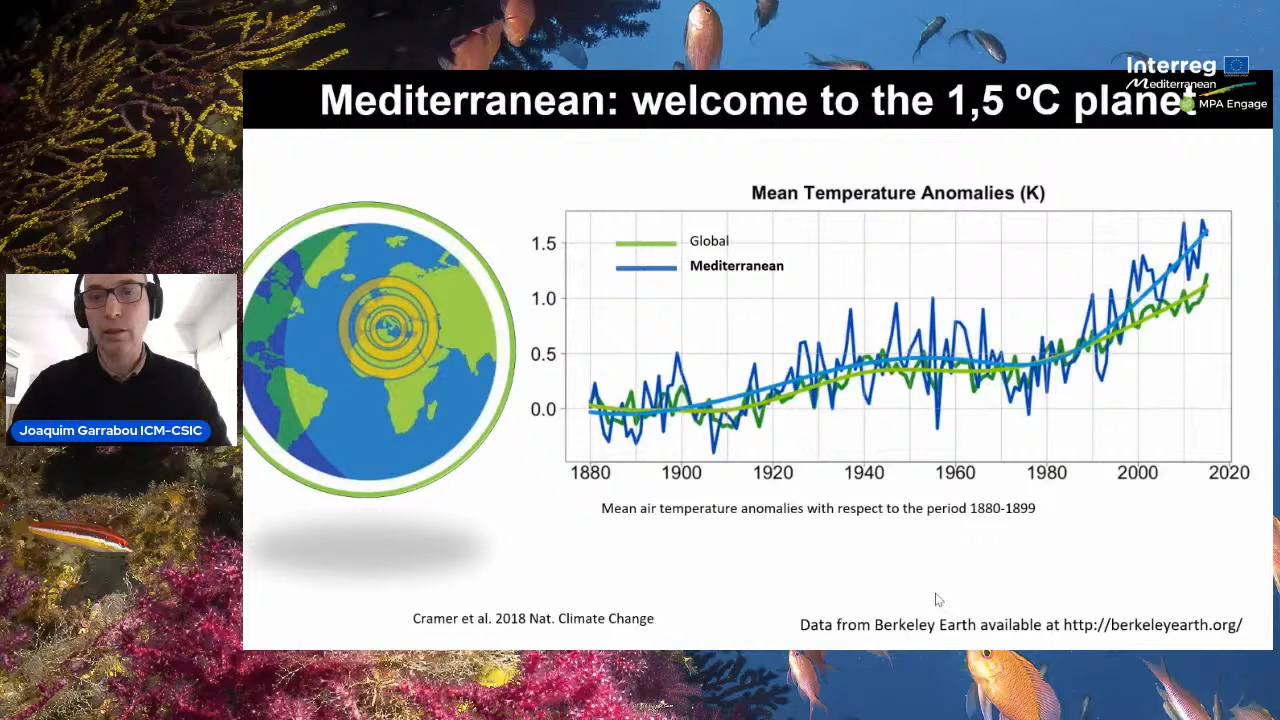 Interreg
Mediterranean
MPA Engage
Mediterranean: welcome to the 1,5 ºC planet
Mean Temperature Anomalies (K)
Global
Mediterranean
1.5
1.0
0.5
0.0
1880 1900 1920 1940 1960 1980 2000 2020
Mean air temperature anomalies with respect to the period 1880-1899
Joaquim Garrabou ICM-CSIC
Cramer et al. 2018 Nat. Climate Change
Data from Berkeley Earth available at http://berkeleyearth.org/